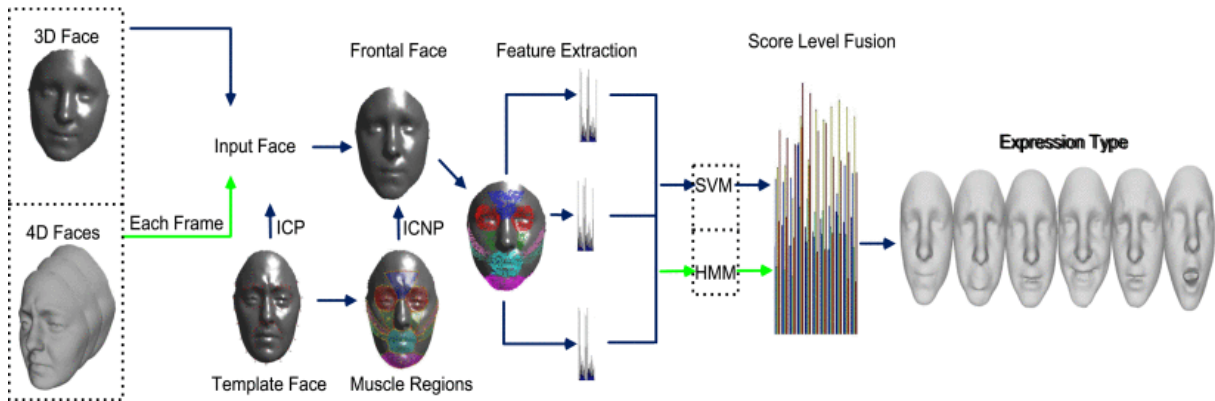 3D Face
4D Faces
Each Frame
Input Face
ICP
Template Face
Frontal Face
ICNP
Muscle Regions
Feature Extraction
SVM
HMM
Score Level Fusion
Expression Type